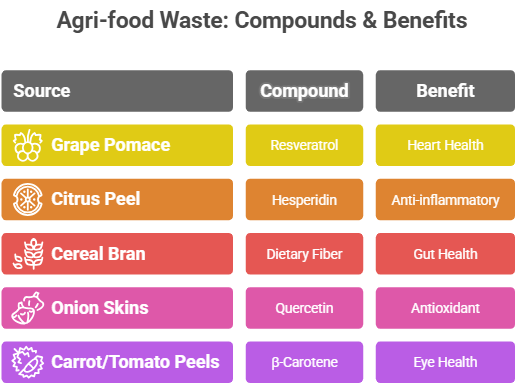 Agri-food Waste: Compounds & Benefits
Source Compound Benefit
Grape Pomace Resveratrol Heart Health
Citrus Peel Hesperidin Anti-inflammatory
Cereal Bran Dietary Fiber Gut Health
Onion Skins Quercetin Antioxidant
Carrot/Tomato Peels β-Carotene Eye Health